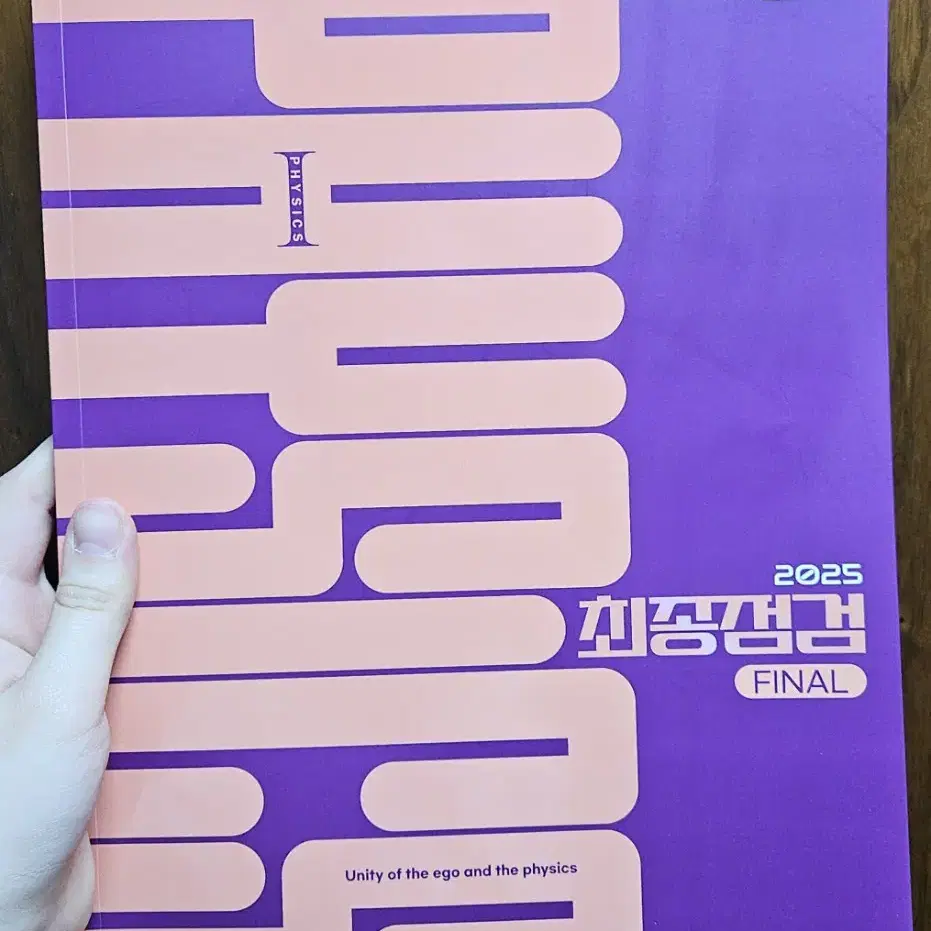 I
PHYSICS
2025
최종점검
FINAL
Unity of the ego and the physics